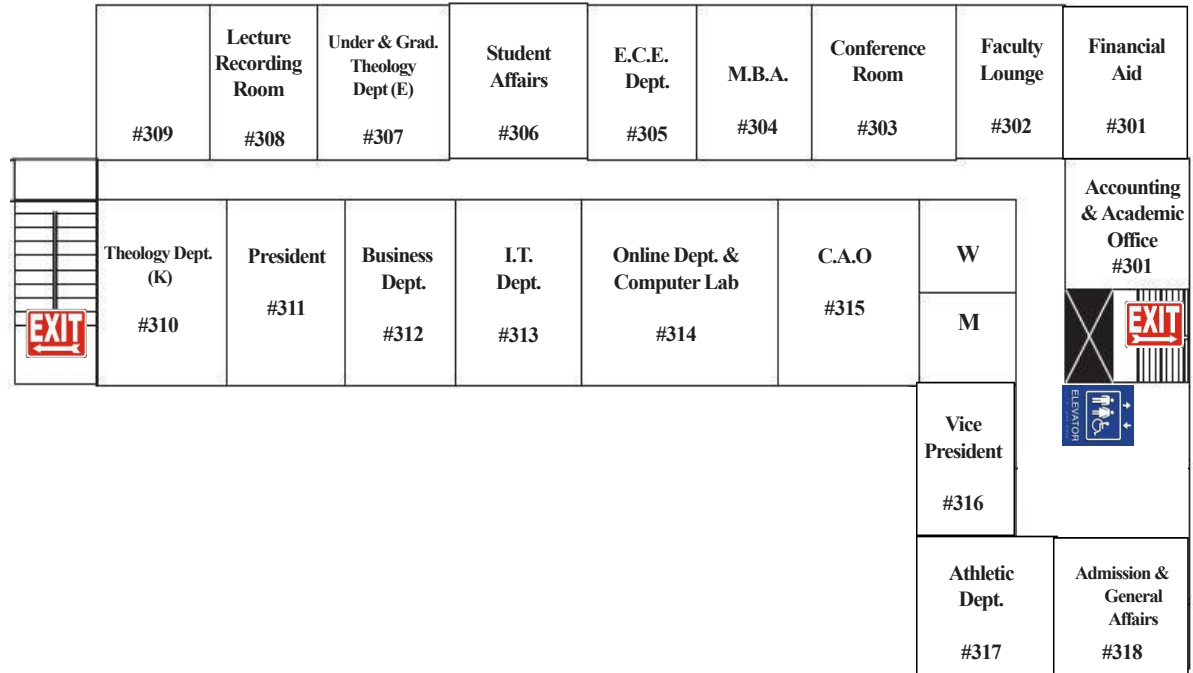 #309
Lecture
Recording
Room
#308
Under & Grad.
Theology
Dept (E)
#307
Student
Affairs
#306
E.C.E.
Dept.
#305
M.B.A.
#304
Conference
Room
#303
Faculty
Lounge
#302
Financial
Aid
#301
Accounting
& Academic
Office
#301
Theology Dept.
(K)
#310
President
#311
Business
Dept.
#312
I.T.
Dept.
#313
Online Dept. &
Computer Lab
#314
C.A.O
#315
W
M
EXIT
EXIT
ELEVATOR
Vice
President
#316
Athletic
Dept.
#317
Admission &
General
Affairs
#318